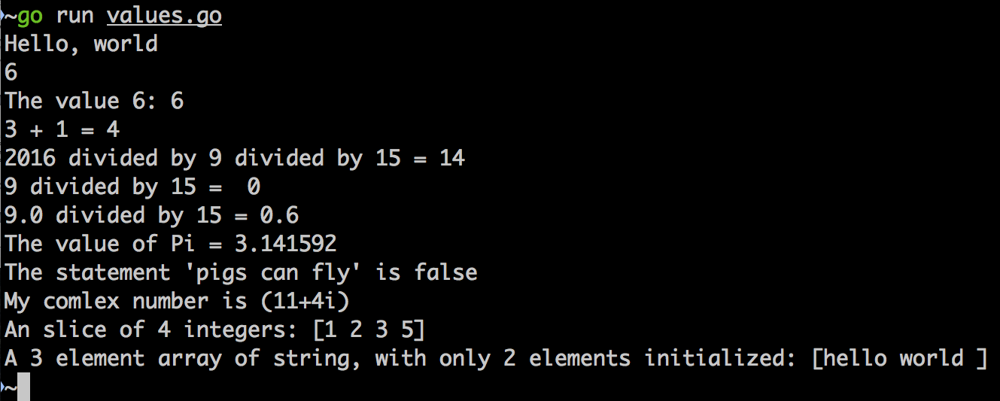 ~go run values.go
Hello, world
6
The value 6: 6
3 + 1 = 4
2016 divided by 9 divided by 15 = 14
9 divided by 15 =  0
9.0 divided by 15 = 0.6
The value of Pi = 3.141592
The statement 'pigs can fly' is false
My comlex number is (11+4i)
An slice of 4 integers: [1 2 3 5]
A 3 element array of string, with only 2 elements initialized: [hello world ]
~